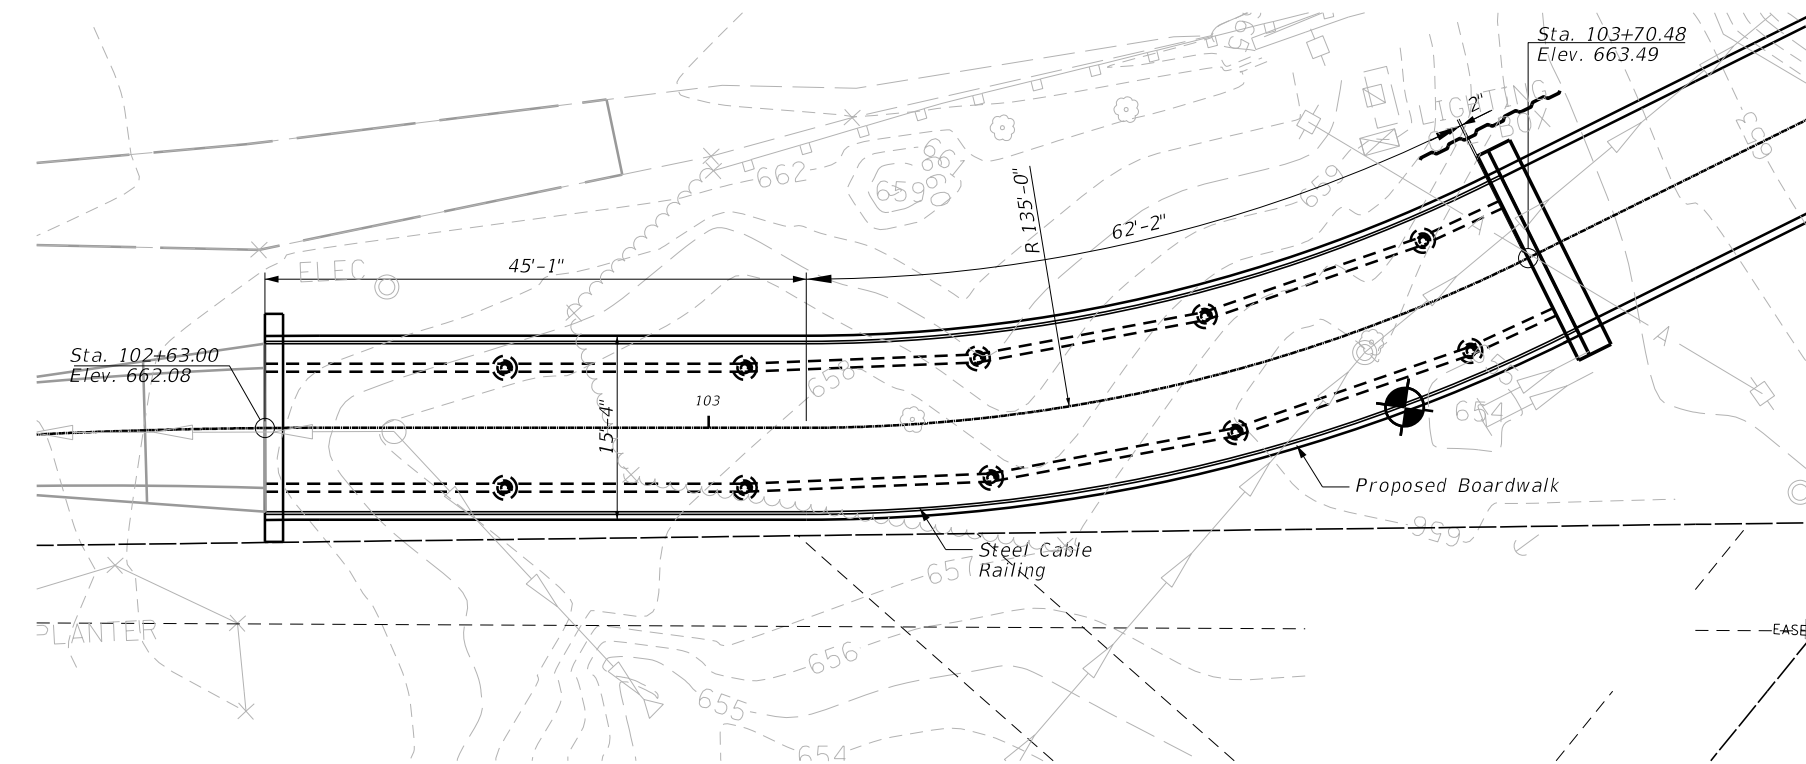 Sta. 103+70.48
Elev. 663.49
2"
LIGHTING
BOX
663
662
659
659
R 135'-0"
62'-2"
45'-1"
ELEC
Sta. 102+63.00
Elev. 662.08
658
103
15'-4"
654
Proposed Boardwalk
656
Steel Cable
Railing
657
PLANTER
EASE
656
655
654